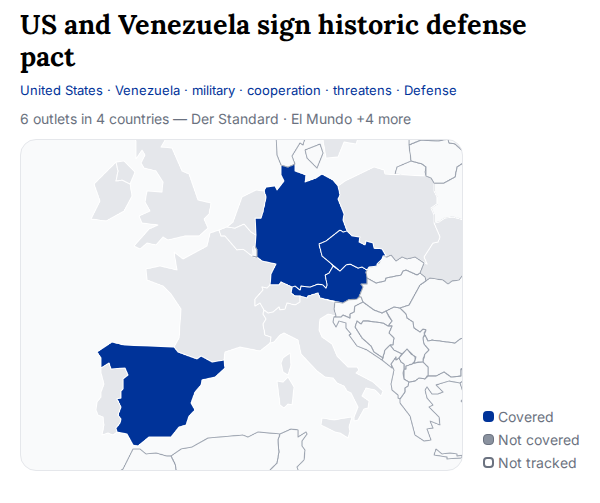 US and Venezuela sign historic defense
pact
United States · Venezuela · military · cooperation · threatens · Defense
6 outlets in 4 countries — Der Standard · El Mundo +4 more
Covered
Not covered
Not tracked